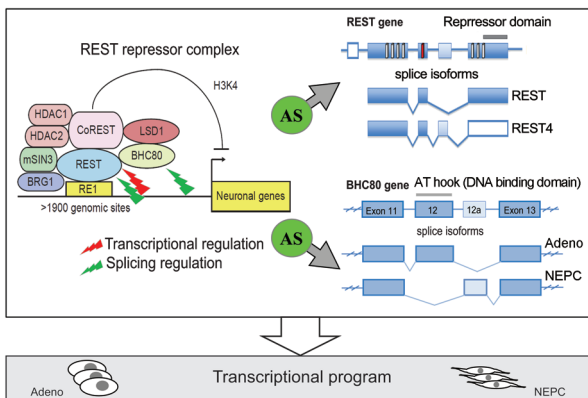 REST repressor complex
H3K4
HDAC1
HDAC2
CoREST
LSD1
mSIN3
REST
BHC80
BRG1
RE1
Neuronal genes
>1900 genomic sites
Transcriptional regulation
Splicing regulation
AS
AS
REST gene
Reprressor domain
splice isoforms
REST
REST4
AT hook (DNA binding domain)
BHC80 gene
Exon 11
12
12a
Exon 13
splice isoforms
Adeno
NEPC
Transcriptional program
Adeno
NEPC